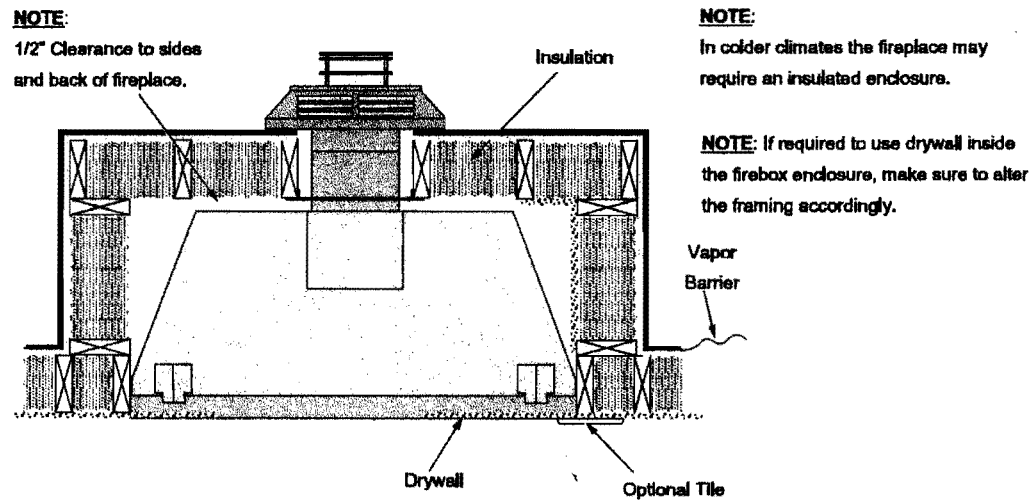 NOTE:
1/2" Clearance to sides
and back of fireplace.
Insulation
NOTE:
In colder climates the fireplace may
require an insulated enclosure.
NOTE: If required to use drywall inside
the firebox enclosure, make sure to alter
the framing accordingly.
Vapor
Barrier
Drywall
Optional Tile